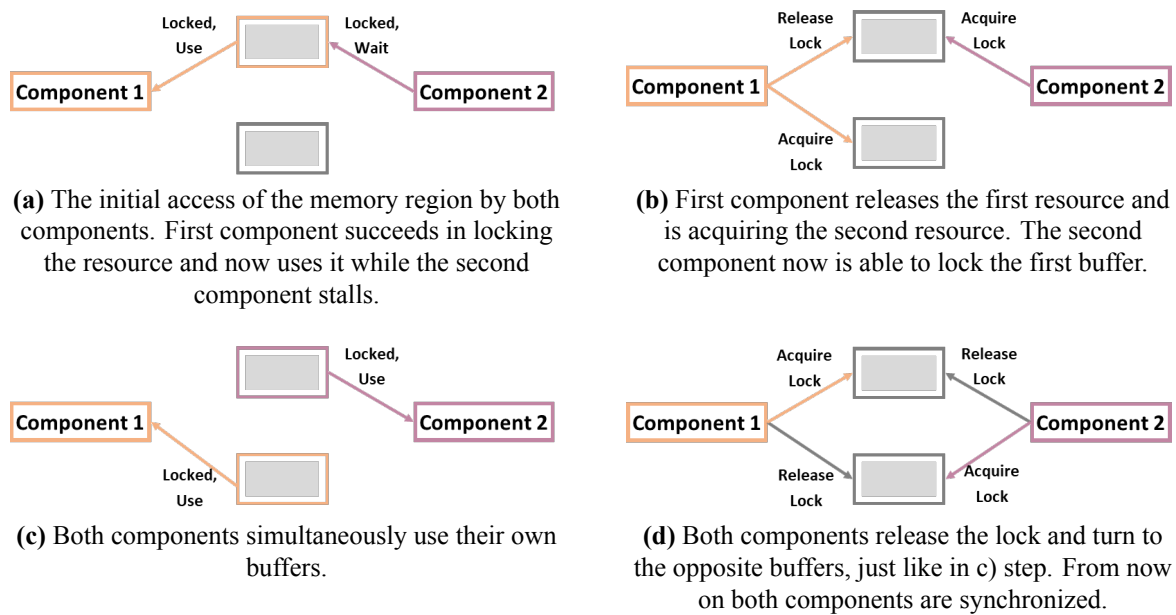 Locked,
Use
Locked,
Wait
Component 1
Component 2
(a) The initial access of the memory region by both
components. First component succeeds in locking
the resource and now uses it while the second
component stalls.
Release
Lock
Acquire
Lock
Component 1
Component 2
Acquire
Lock
(b) First component releases the first resource and
is acquiring the second resource. The second
component now is able to lock the first buffer.
Locked,
Use
Component 1
Component 2
Locked,
Use
(c) Both components simultaneously use their own
buffers.
Acquire
Lock
Release
Lock
Component 1
Component 2
Release
Lock
Acquire
Lock
(d) Both components release the lock and turn to
the opposite buffers, just like in c) step. From now
on both components are synchronized.